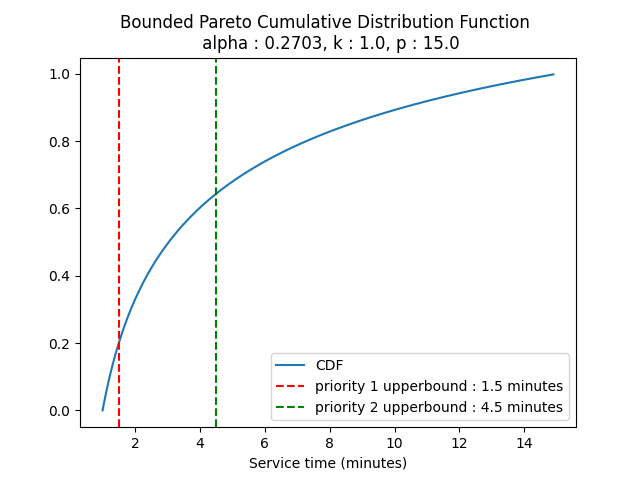 Bounded Pareto Cumulative Distribution Function
alpha : 0.2703, k : 1.0, p : 15.0
1.0
0.8
0.6
0.4
0.2
0.0
CDF
priority 1 upperbound : 1.5 minutes
priority 2 upperbound : 4.5 minutes
2 4 6 8 10 12 14
Service time (minutes)